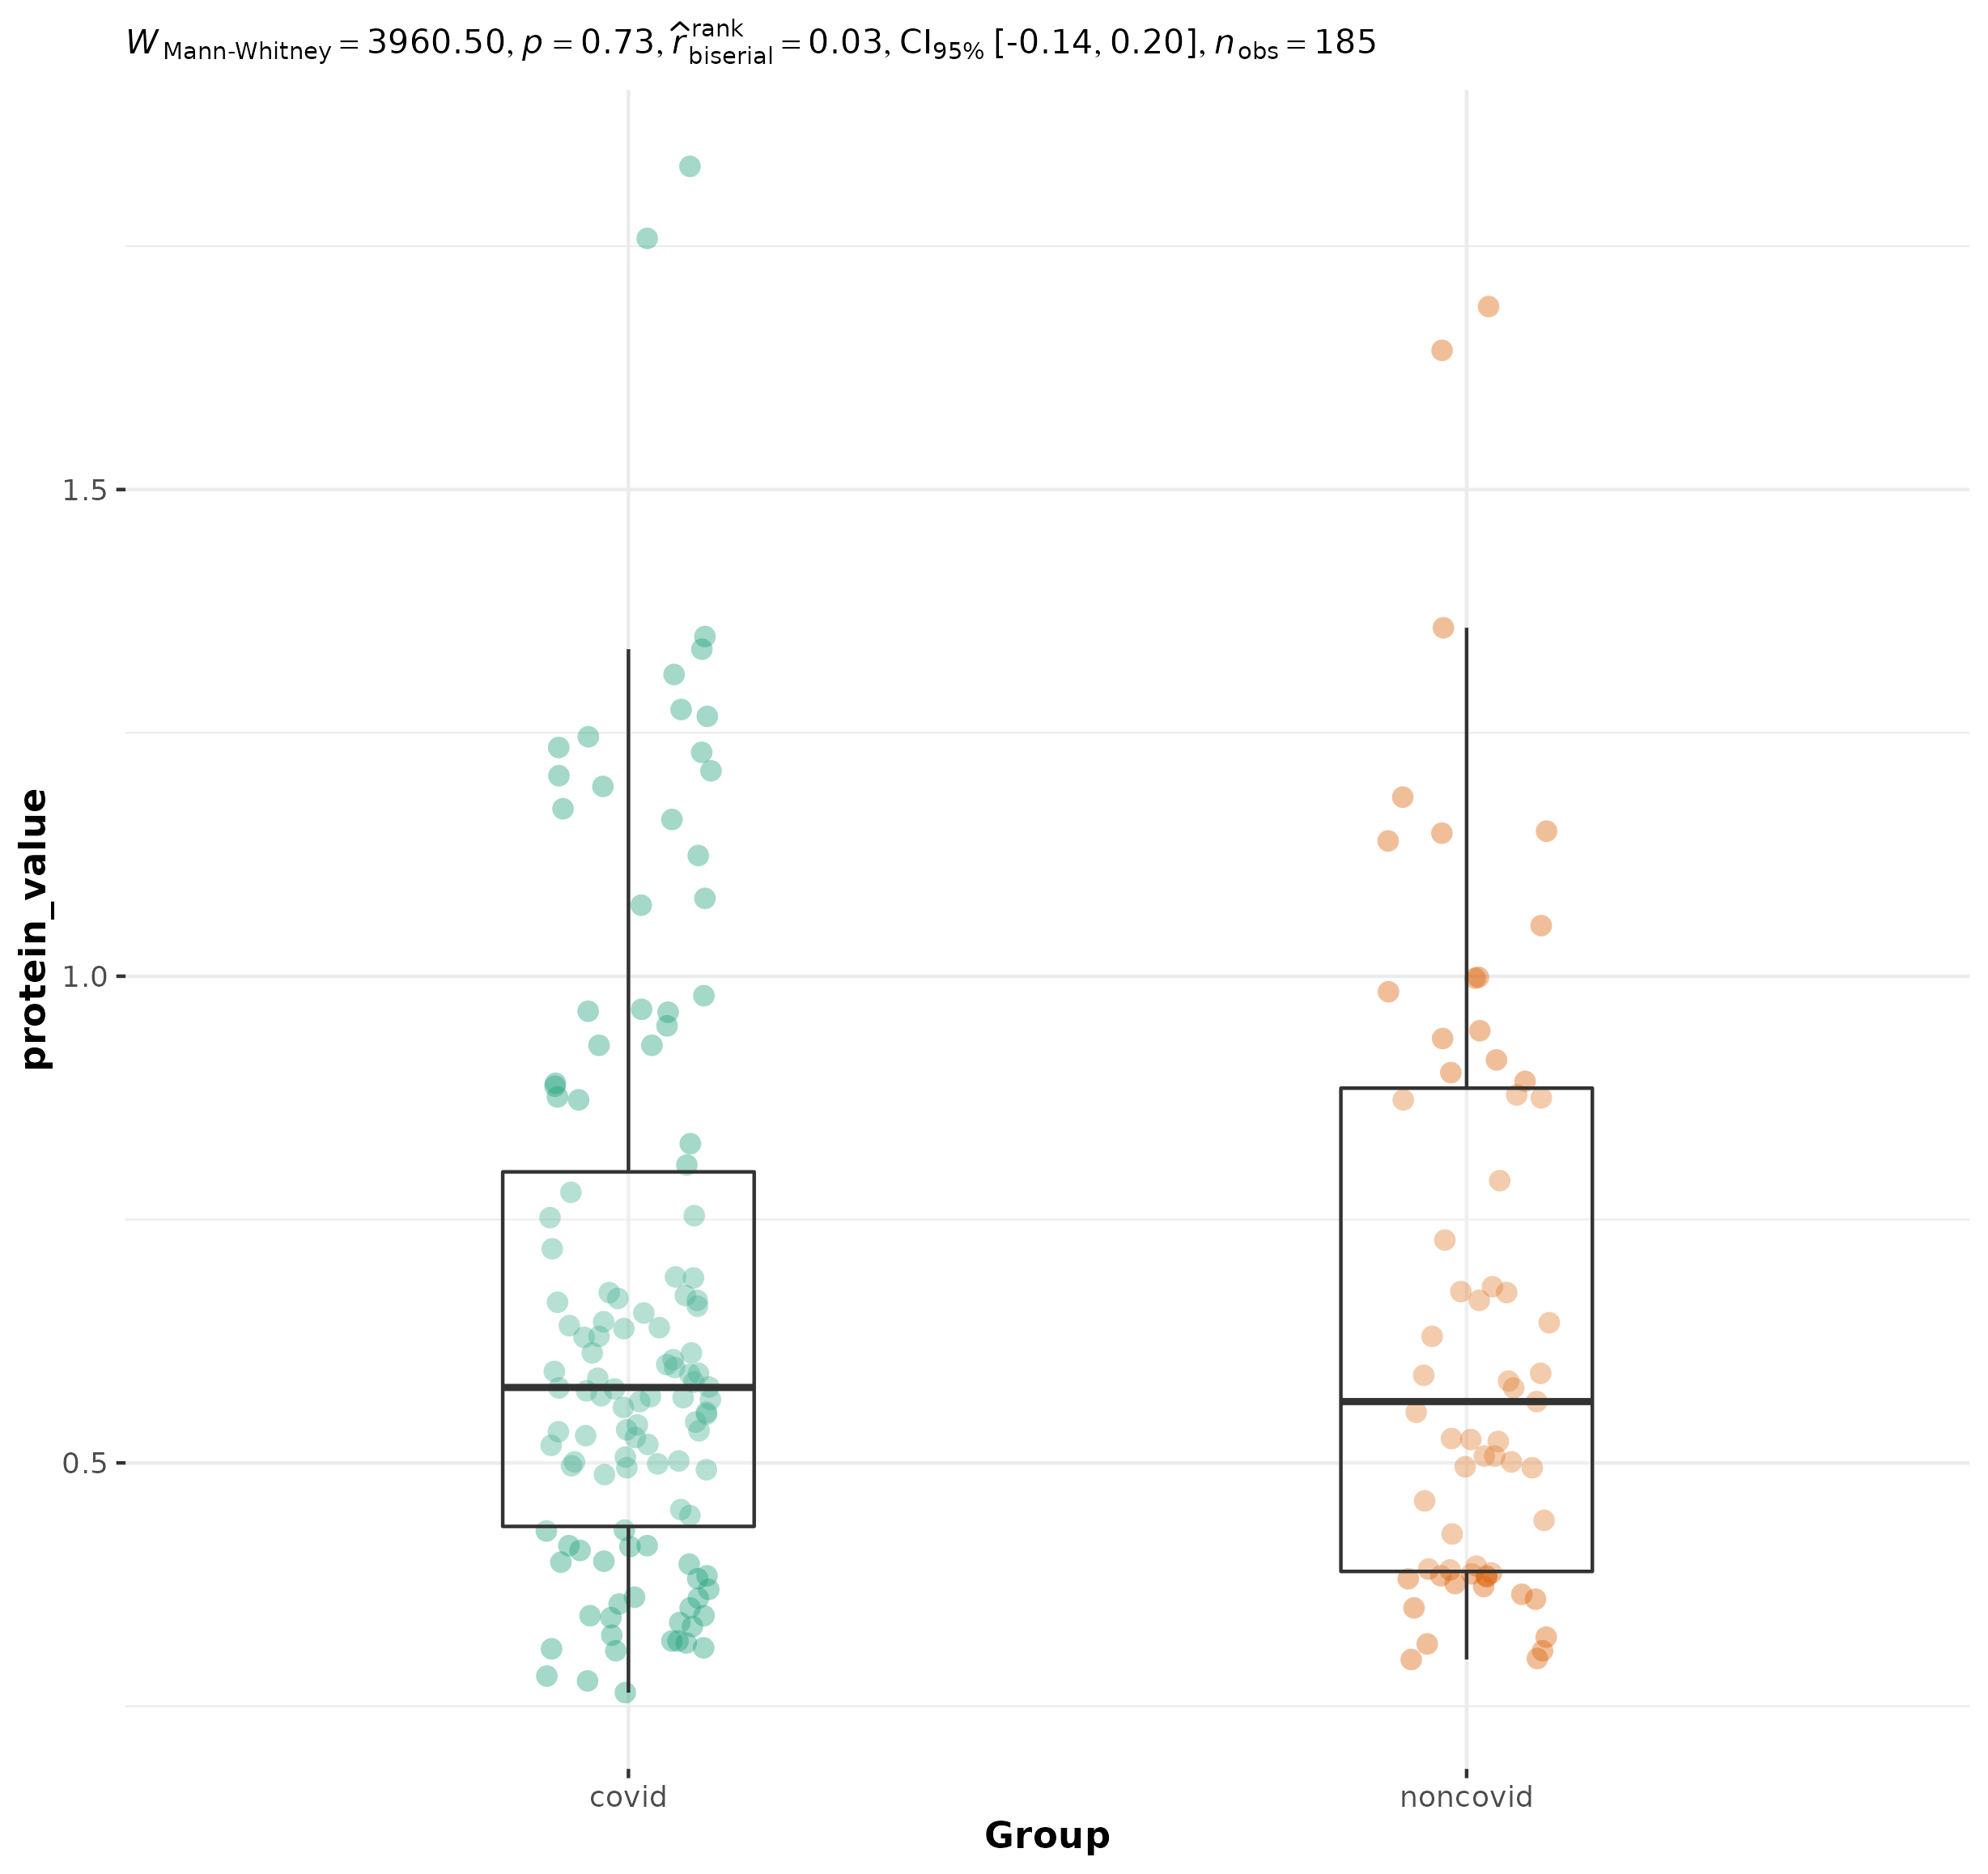 W Mann-Whitney = 3960.50, p = 0.73, r̂ rank biserial = 0.03, CI95% [-0.14, 0.20], nobs = 185
1.5
1.0
0.5
protein_value
covid noncovid
Group